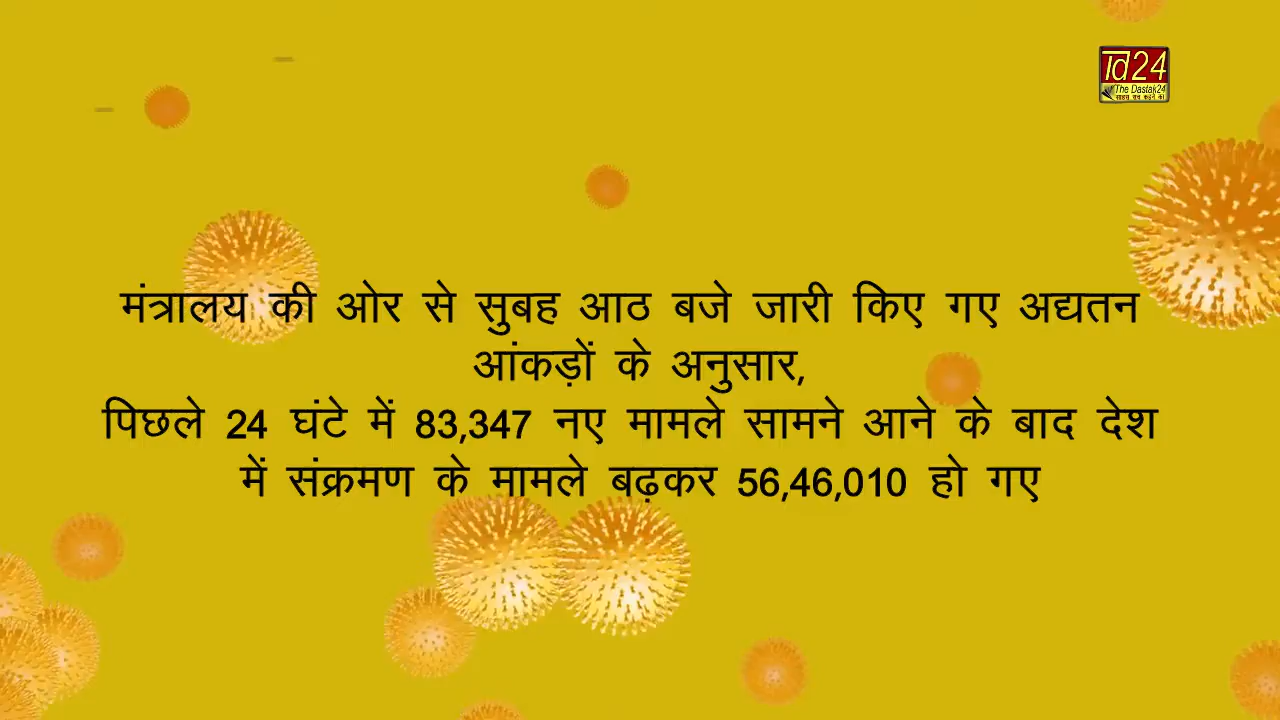 Td24
The Dastak24
मंत्रालय की ओर से सुबह आठ बजे जारी किए गए अद्यतन
आंकड़ों के अनुसार,
पिछले 24 घंटे में 83,347 नए मामले सामने आने के बाद देश
में संक्रमण के मामले बढ़कर 56,46,010 हो गए